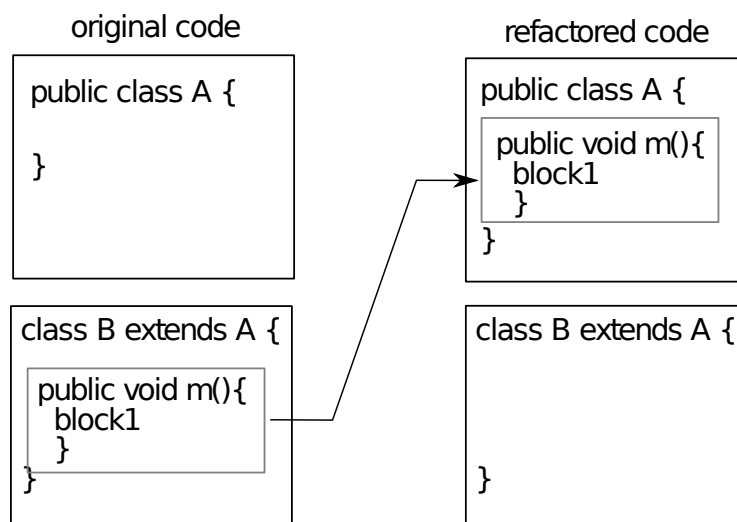 original code
public class A {
}
class B extends A {
public void m(){
block1
}
}
refactored code
public class A {
public void m(){
block1
}
}
class B extends A {
}